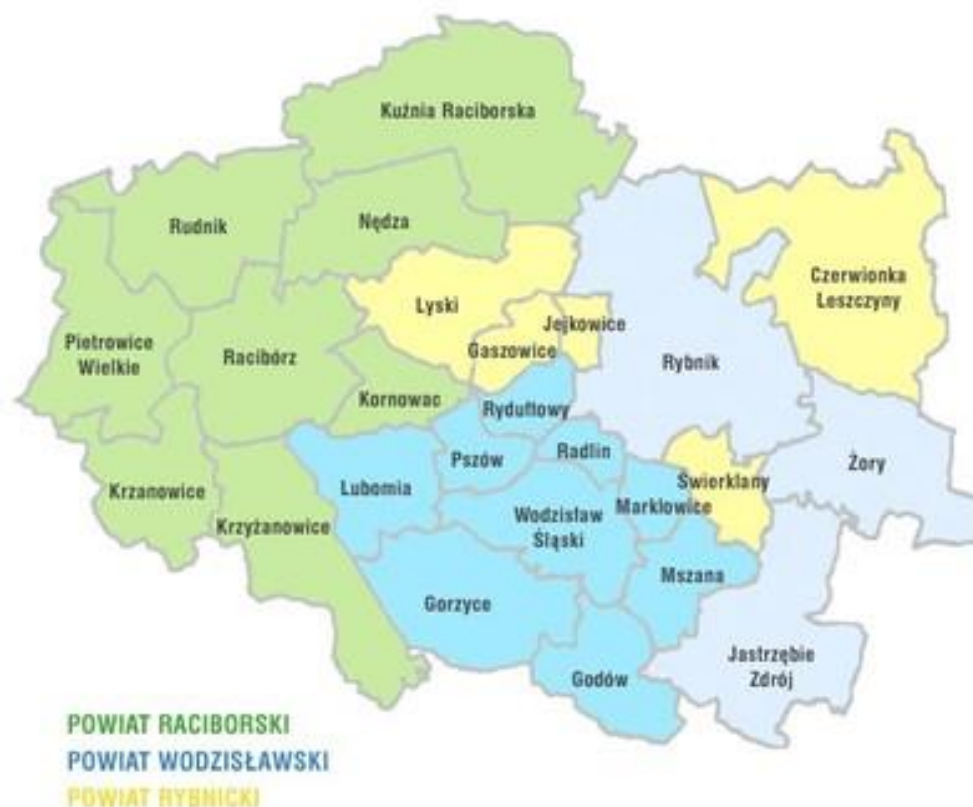 Kuźnia Raciborska
Rudnik
Nędza
Lyski
Czerwionka
Leszczyny
Jejkowice
Gaszowice
Pietrowice
Wielkie
Racibórz
Rybnik
Kornowac
Rydułtowy
Pszów
Radlin
Żory
Lubomia
Świerklany
Krzanowice
Krzyżanowice
Marklowice
Wodzisław
Śląski
Mszana
Gorzyce
Jastrzębie
Zdrój
Godów
POWIAT RACIBORSKI
POWIAT WODZISŁAWSKI
POWIAT RYBNICKI